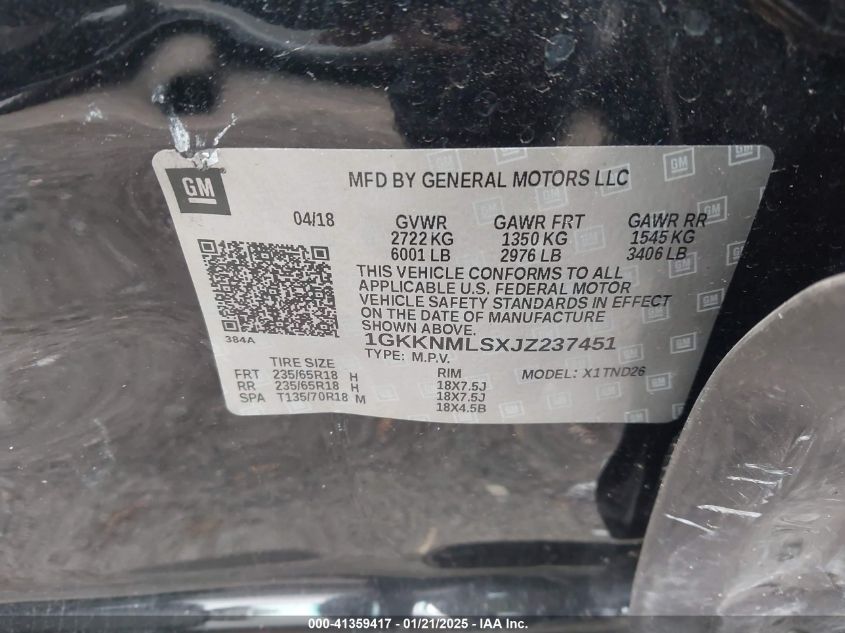 GM
MFD BY GENERAL MOTORS LLC
04/18 GVWR GAWR FRT GAWR RR
2722 KG 1350 KG 1545 KG
6001 LB 2976 LB 3406 LB
THIS VEHICLE CONFORMS TO ALL
APPLICABLE U.S. FEDERAL MOTOR
VEHICLE SAFETY STANDARDS IN EFFECT
ON THE DATE OF MANUFACTURE
SHOWN ABOVE.
384A
1GKKNMLSXJZ237451
TYPE: M.P.V. MODEL: X1TND26
TIRE SIZE RIM
FRT 235/65R18 H 18X7.5J
RR 235/65R18 H 18X7.5J
SPA T135/70R18 M 18X4.5B
000-41359417 - 01/21/2025 - IAA Inc.